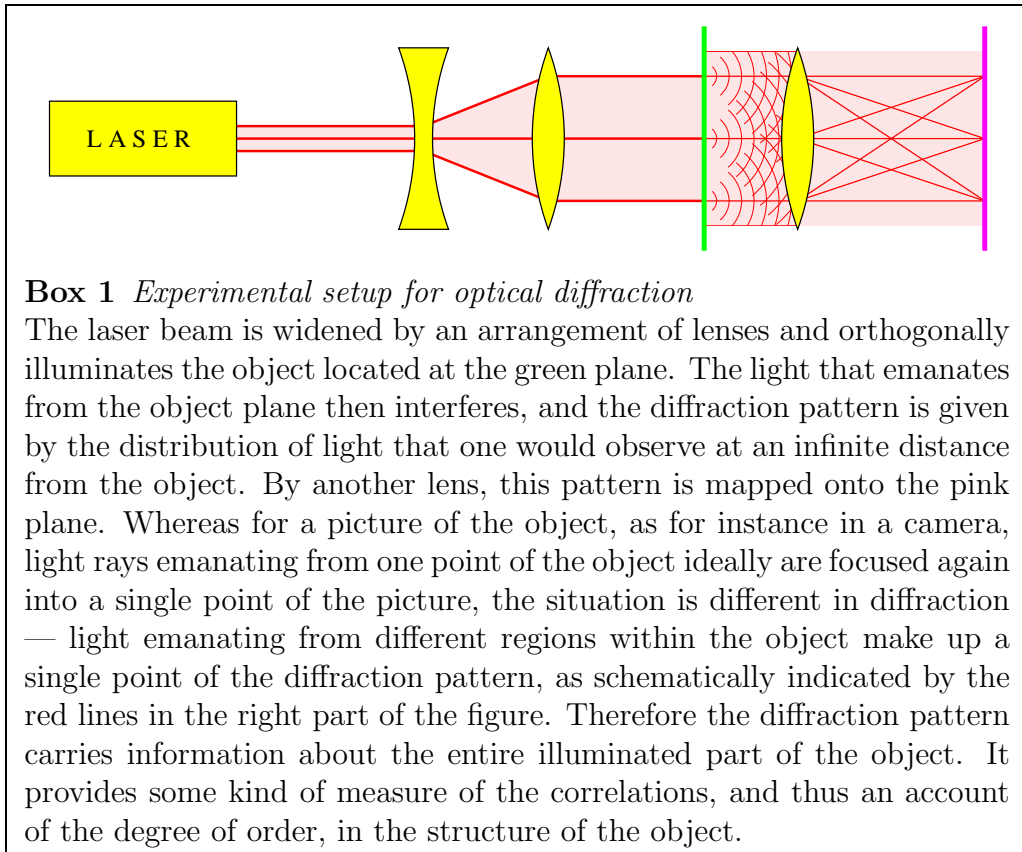 LASER
Box 1 Experimental setup for optical diffraction
The laser beam is widened by an arrangement of lenses and orthogonally
illuminates the object located at the green plane. The light that emanates
from the object plane then interferes, and the diffraction pattern is given
by the distribution of light that one would observe at an infinite distance
from the object. By another lens, this pattern is mapped onto the pink
plane. Whereas for a picture of the object, as for instance in a camera,
light rays emanating from one point of the object ideally are focused again
into a single point of the picture, the situation is different in diffraction
— light emanating from different regions within the object make up a
single point of the diffraction pattern, as schematically indicated by the
red lines in the right part of the figure. Therefore the diffraction pattern
carries information about the entire illuminated part of the object. It
provides some kind of measure of the correlations, and thus an account
of the degree of order, in the structure of the object.